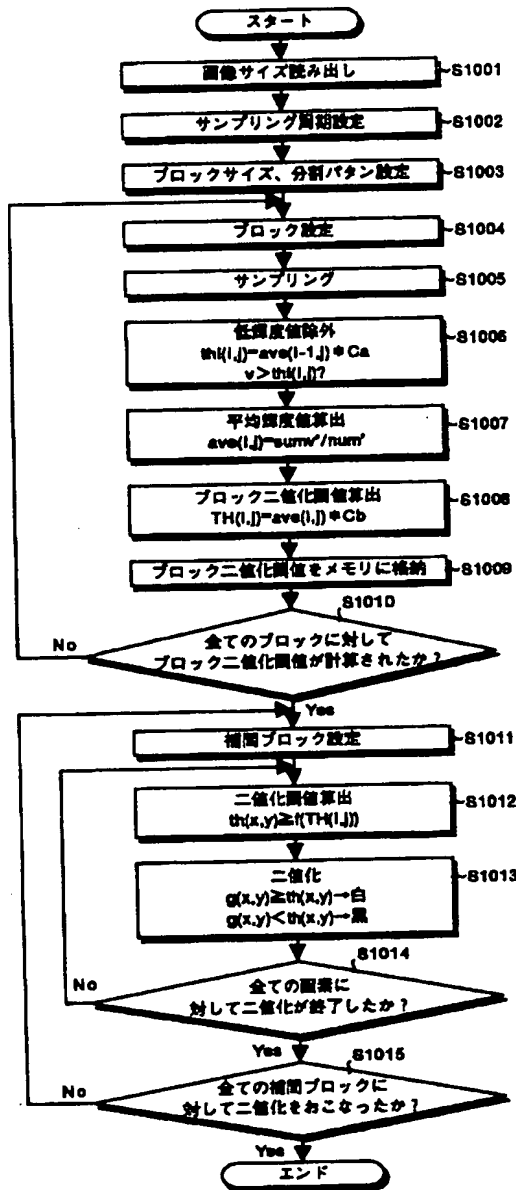 スタート
画像サイズ読み出し
S1001
サンプリング周期設定
S1002
ブロックサイズ、分割パタン設定
S1003
ブロック設定
S1004
サンプリング
S1005
低輝度値除外
thl(i,j)=ave(i-1,j)*Ca
v>thl(i,j)?
S1006
平均輝度値算出
ave(i,j)=sumv'/num'
S1007
ブロック二値化閾値算出
TH(i,j)=ave(i,j)*Cb
S1008
ブロック二値化閾値をメモリに格納
S1009
S1010
全てのブロックに対して
ブロック二値化閾値が計算されたか?
No
Yes
補間ブロック設定
S1011
二値化閾値算出
th(x,y)≧f(TH(i,j))
S1012
二値化
g(x,y)≧th(x,y)→白
g(x,y)<th(x,y)→黒
S1013
S1014
全ての画素に
対して二値化が終了したか?
No
Yes
S1015
全ての補間ブロックに
対して二値化をおこなったか?
No
Yes
エンド